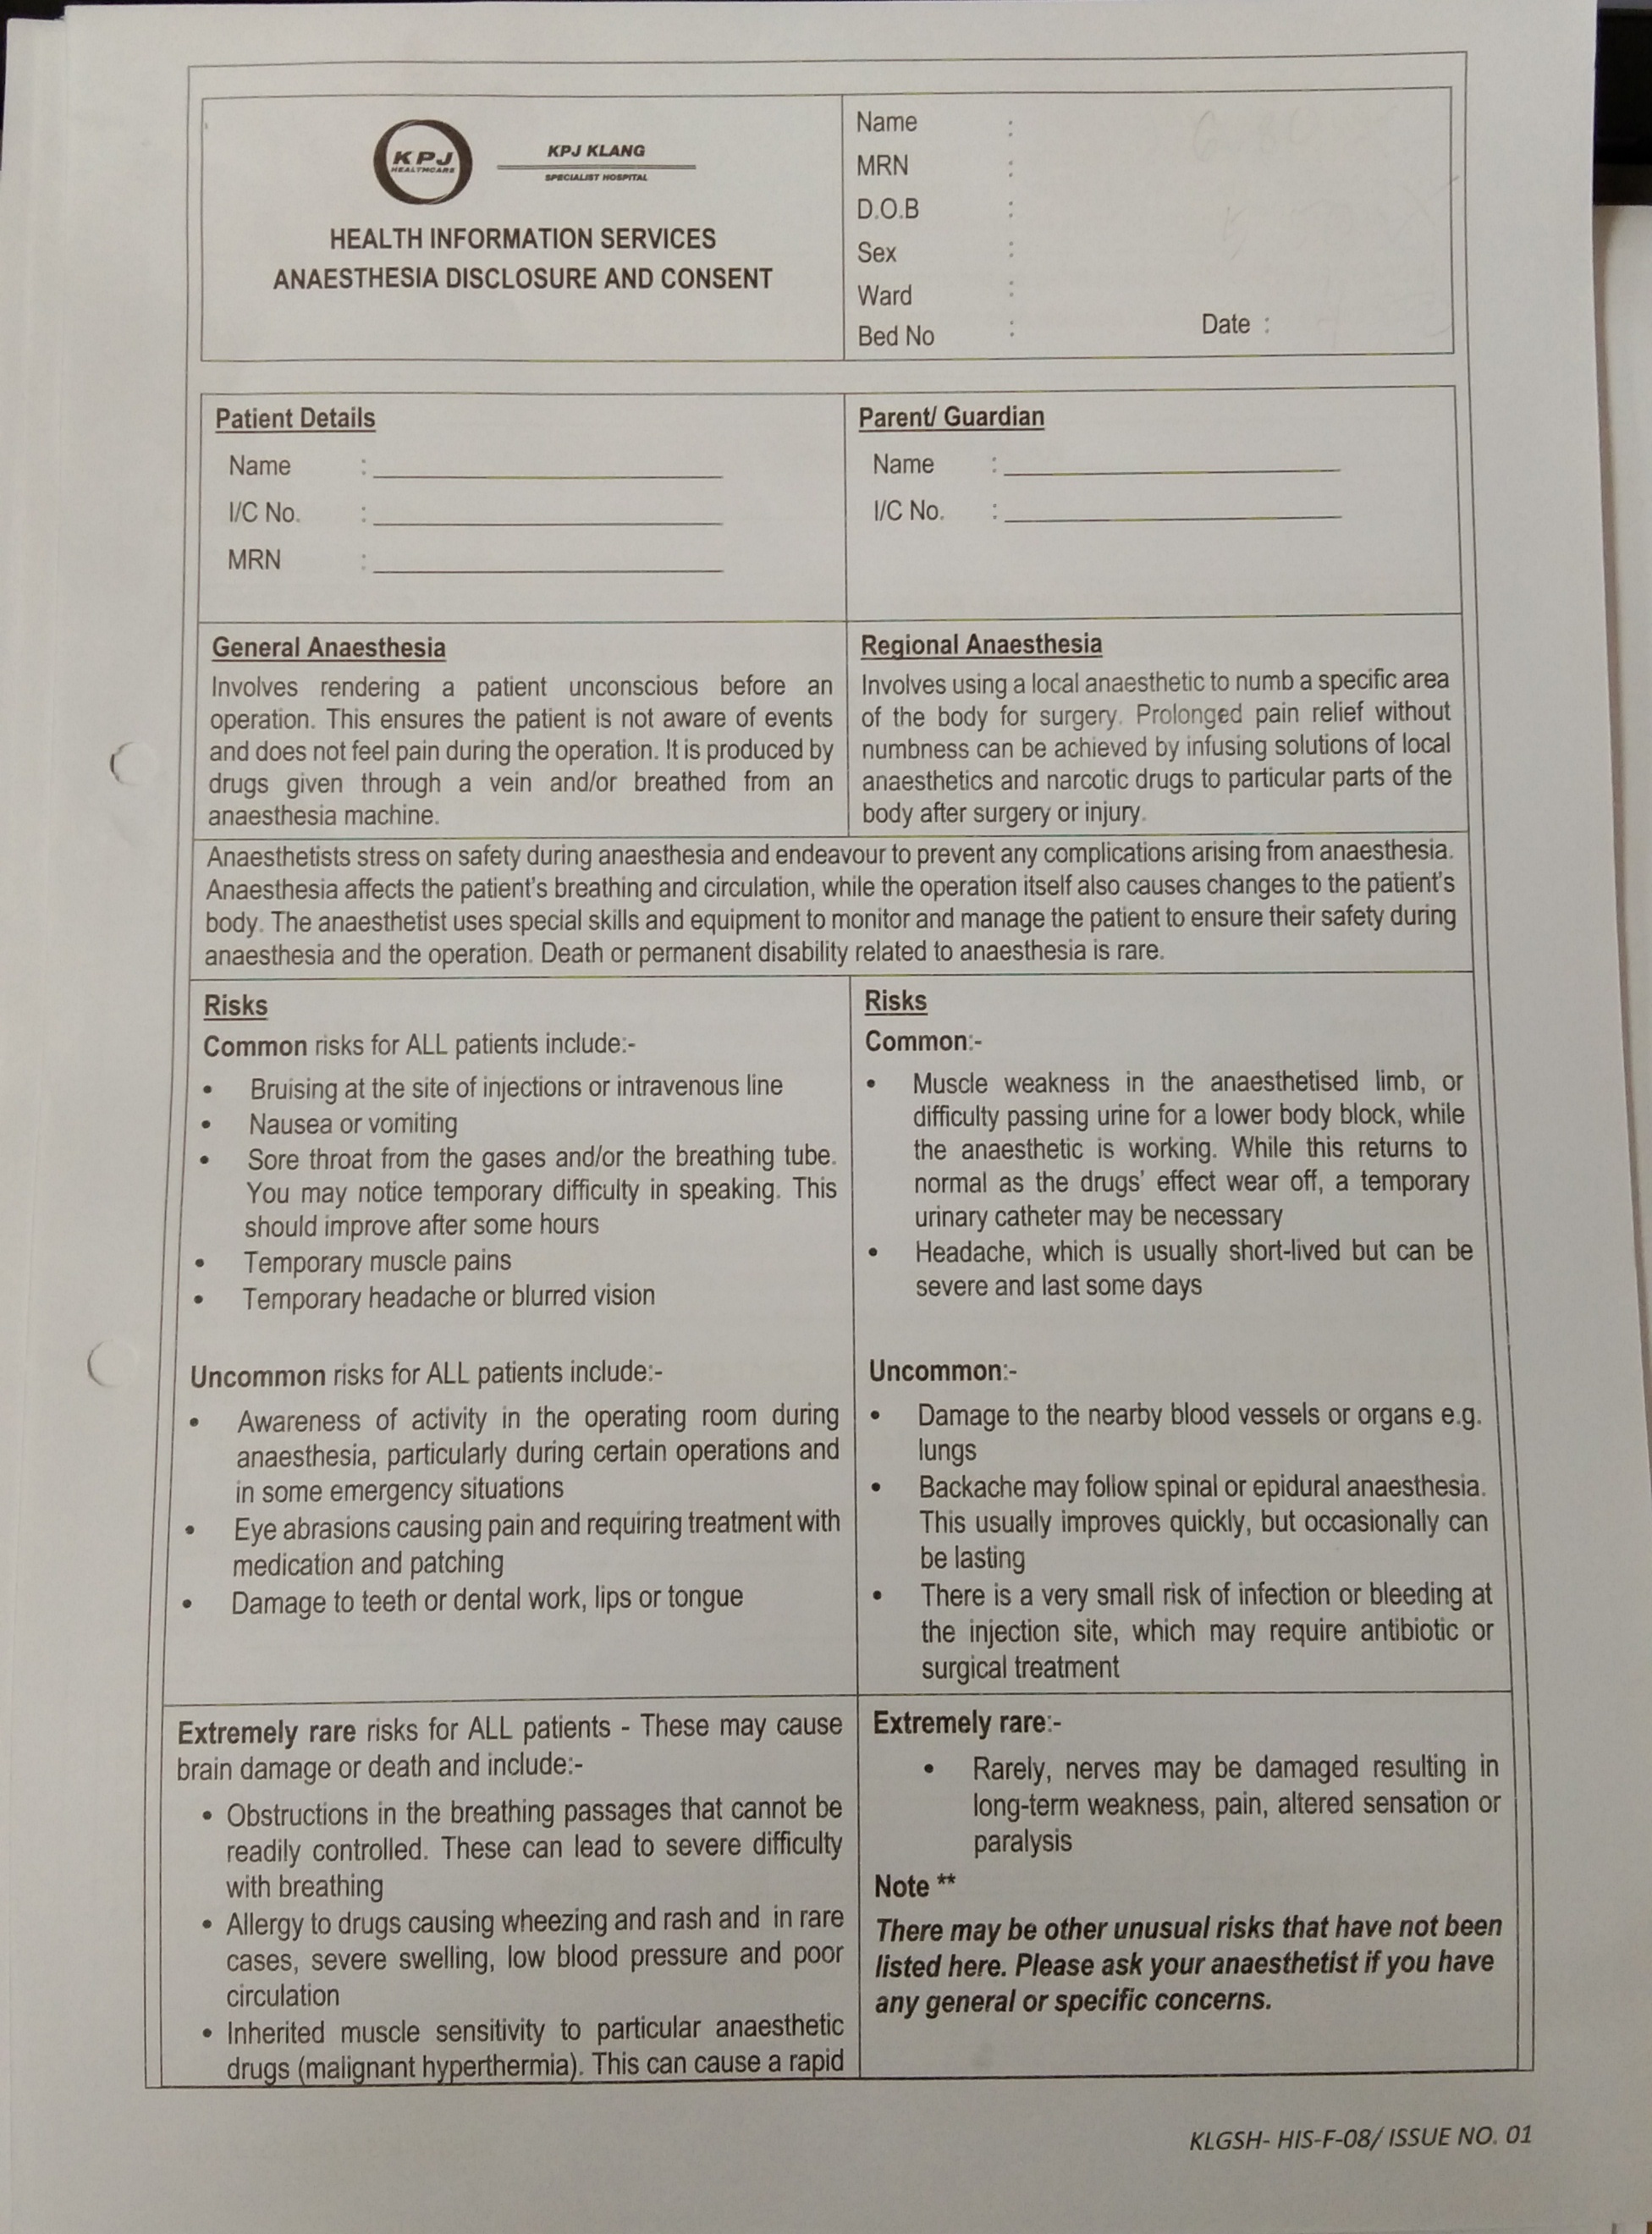 KPJ
HEALTHCARE
KPJ KLANG
SPECIALIST HOSPITAL
HEALTH INFORMATION SERVICES
ANAESTHESIA DISCLOSURE AND CONSENT
Name :
MRN :
D.O.B :
Sex :
Ward :
Bed No : Date :
Patient Details
Name :
I/C No. :
MRN :
Parent/ Guardian
Name :
I/C No. :
General Anaesthesia
Involves rendering a patient unconscious before an
operation. This ensures the patient is not aware of events
and does not feel pain during the operation. It is produced by
drugs given through a vein and/or breathed from an
anaesthesia machine.
Regional Anaesthesia
Involves using a local anaesthetic to numb a specific area
of the body for surgery. Prolonged pain relief without
numbness can be achieved by infusing solutions of local
anaesthetics and narcotic drugs to particular parts of the
body after surgery or injury.
Anaesthetists stress on safety during anaesthesia and endeavour to prevent any complications arising from anaesthesia.
Anaesthesia affects the patient's breathing and circulation, while the operation itself also causes changes to the patient's
body. The anaesthetist uses special skills and equipment to monitor and manage the patient to ensure their safety during
anaesthesia and the operation. Death or permanent disability related to anaesthesia is rare.
Risks
Common risks for ALL patients include:-
• Bruising at the site of injections or intravenous line
• Nausea or vomiting
• Sore throat from the gases and/or the breathing tube.
You may notice temporary difficulty in speaking. This
should improve after some hours
• Temporary muscle pains
• Temporary headache or blurred vision
Uncommon risks for ALL patients include:-
• Awareness of activity in the operating room during
anaesthesia, particularly during certain operations and
in some emergency situations
• Eye abrasions causing pain and requiring treatment with
medication and patching
• Damage to teeth or dental work, lips or tongue
Risks
Common:-
• Muscle weakness in the anaesthetised limb, or
difficulty passing urine for a lower body block, while
the anaesthetic is working. While this returns to
normal as the drugs' effect wear off, a temporary
urinary catheter may be necessary
• Headache, which is usually short-lived but can be
severe and last some days
Uncommon:-
• Damage to the nearby blood vessels or organs e.g.
lungs
• Backache may follow spinal or epidural anaesthesia.
This usually improves quickly, but occasionally can
be lasting
• There is a very small risk of infection or bleeding at
the injection site, which may require antibiotic or
surgical treatment
Extremely rare risks for ALL patients - These may cause
brain damage or death and include:-
• Obstructions in the breathing passages that cannot be
readily controlled. These can lead to severe difficulty
with breathing
• Allergy to drugs causing wheezing and rash and in rare
cases, severe swelling, low blood pressure and poor
circulation
• Inherited muscle sensitivity to particular anaesthetic
drugs (malignant hyperthermia). This can cause a rapid
Extremely rare:-
• Rarely, nerves may be damaged resulting in
long-term weakness, pain, altered sensation or
paralysis
Note **
There may be other unusual risks that have not been
listed here. Please ask your anaesthetist if you have
any general or specific concerns.
KLGSH- HIS-F-08/ ISSUE NO. 01